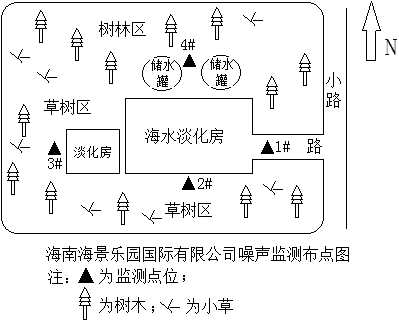 树林区
4#
储水罐
储水罐
N
小路
草树区
海水淡化房
淡化房
3#
1#
路
2#
草树区
海南海景乐园国际有限公司噪声监测布点图
注：▲为监测点位；
为树木；为小草